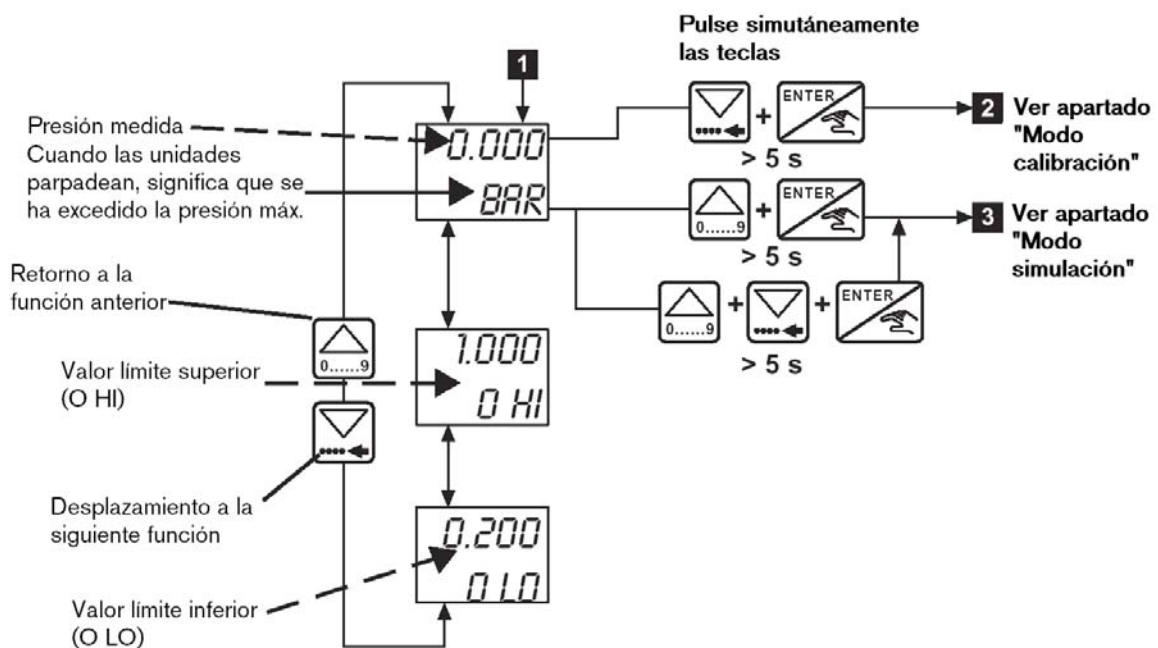 Pulse simutáneamente
las teclas
1
Presión medida
Cuando las unidades
parpadean, significa que se
ha excedido la presión máx.
0.000
BAR
+
ENTER
> 5 s
2 Ver apartado
"Modo
calibración"
0......9
+
ENTER
> 5 s
3 Ver apartado
"Modo
simulación"
0......9
+
+
ENTER
> 5 s
Retorno a la
función anterior
0......9
Valor límite superior
(O HI)
1.000
O HI
Desplazamiento a la
siguiente función
Valor límite inferior
(O LO)
0.200
O LO